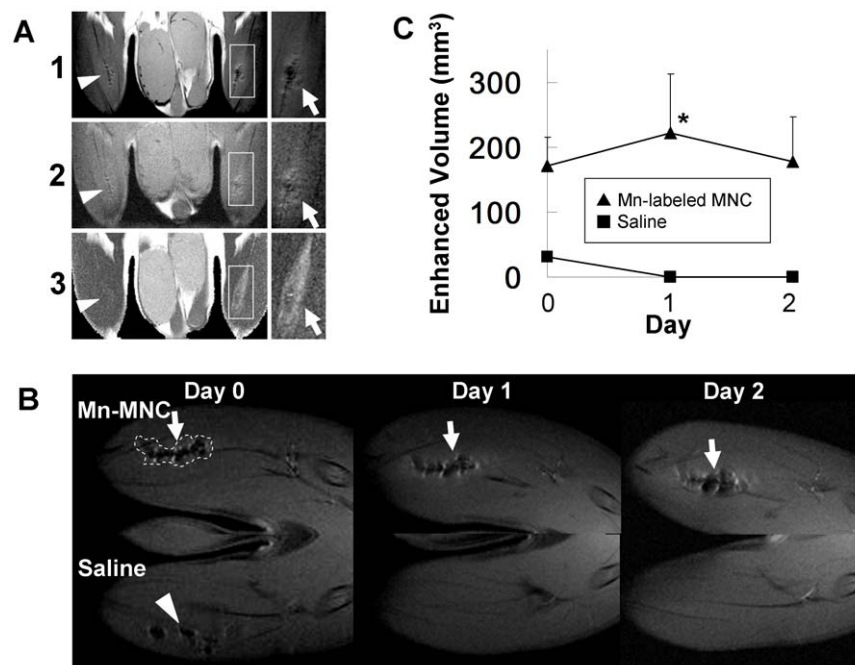 A
1
2
3
C
Enhanced Volume (mm³)
300
200
100
0
*
Mn-labeled MNC
Saline
0
1
2
Day
B
Day 0
Day 1
Day 2
Mn-MNC
Saline